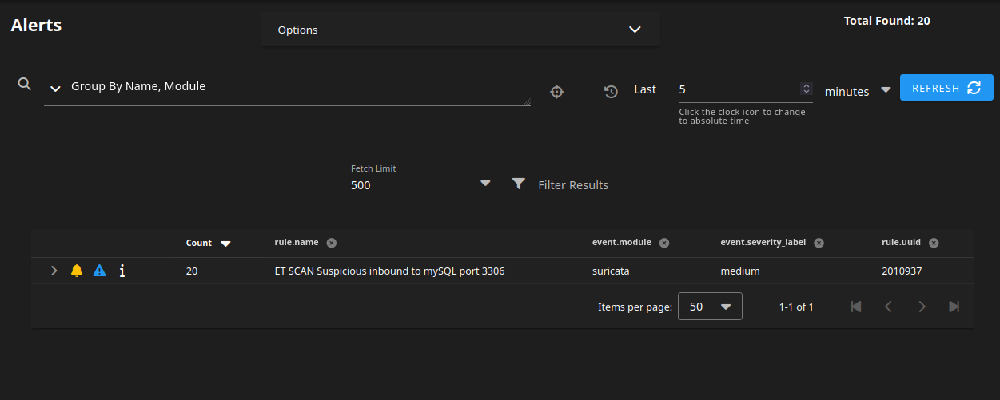 Alerts
Options
Total Found: 20
Group By Name, Module
Last
5
minutes
REFRESH
Click the clock icon to change
to absolute time
Fetch Limit
500
Filter Results
Count rule.name event.module event.severity_label rule.uuid
20 ET SCAN Suspicious inbound to mySQL port 3306 suricata medium 2010937
Items per page: 50 1-1 of 1